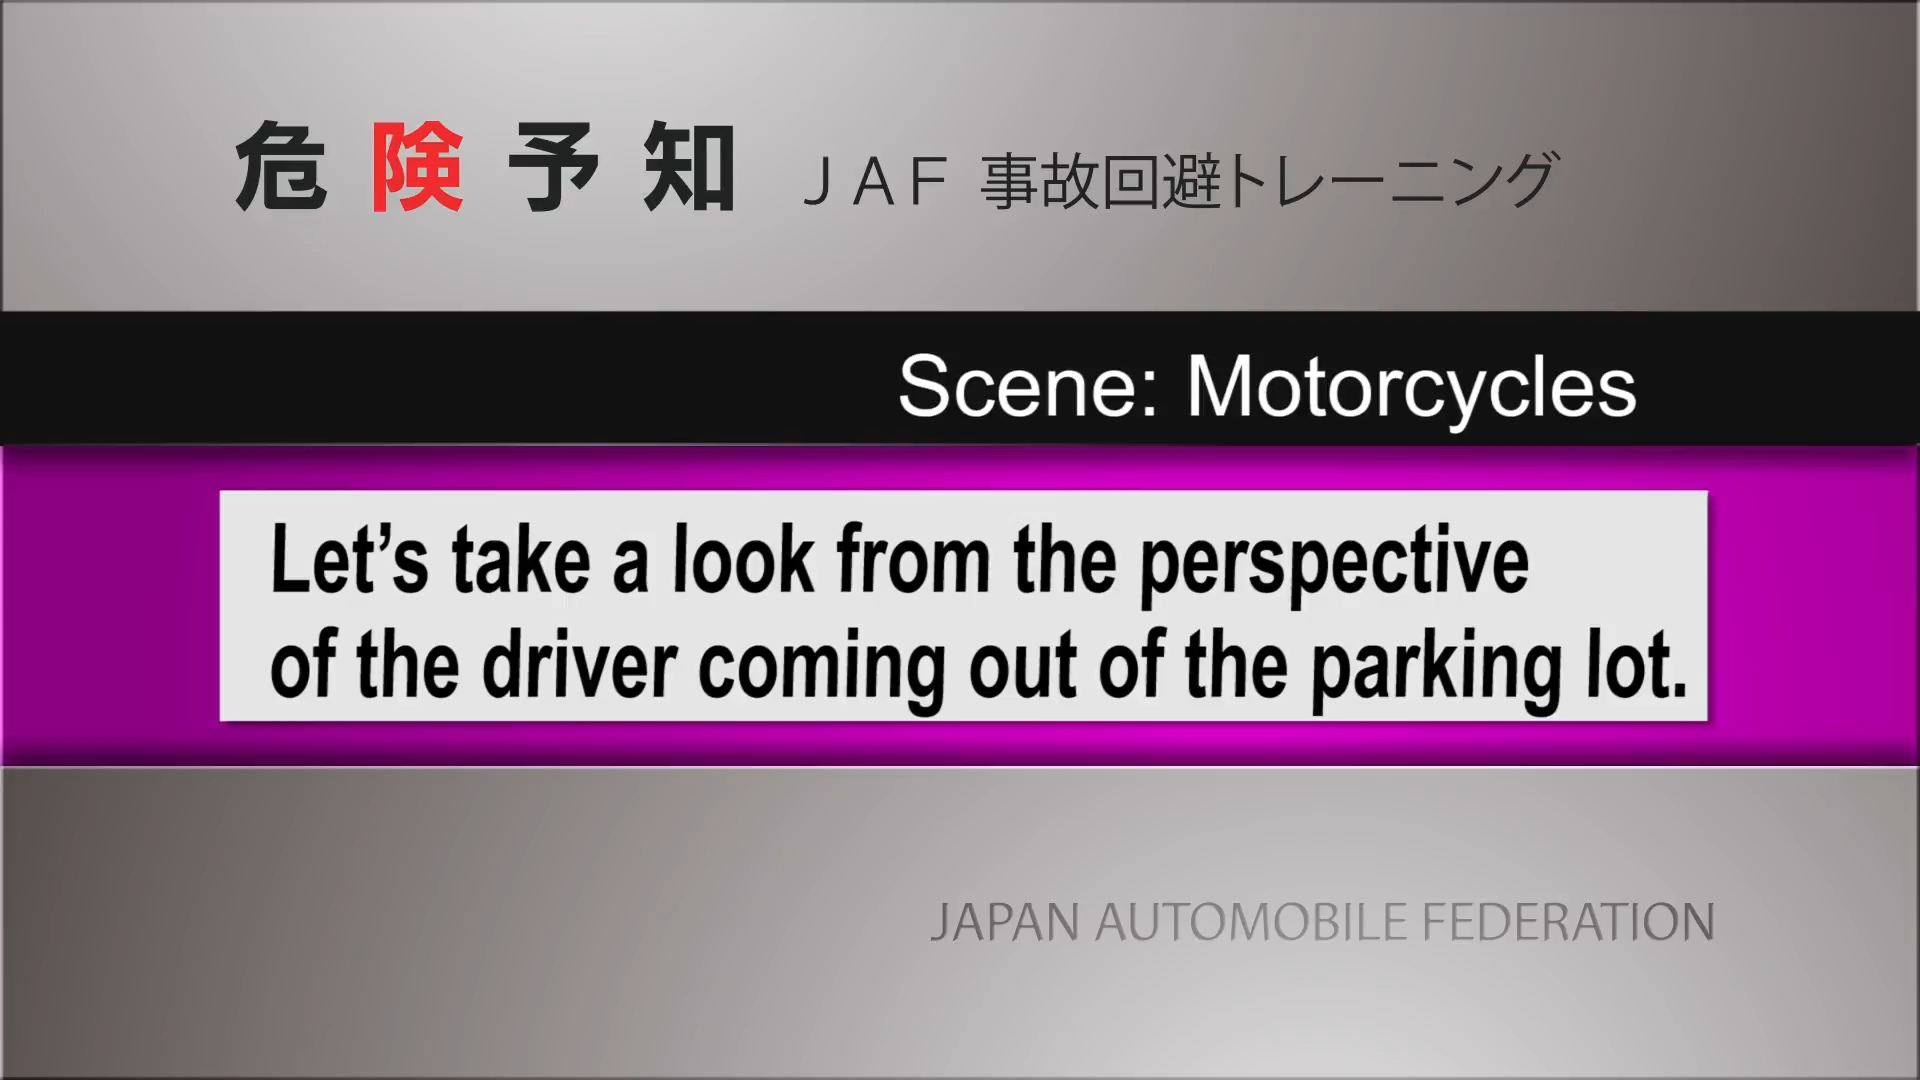 危険予知 JAF 事故回避トレーニング
Scene: Motorcycles
Let’s take a look from the perspective
of the driver coming out of the parking lot.
JAPAN AUTOMOBILE FEDERATION